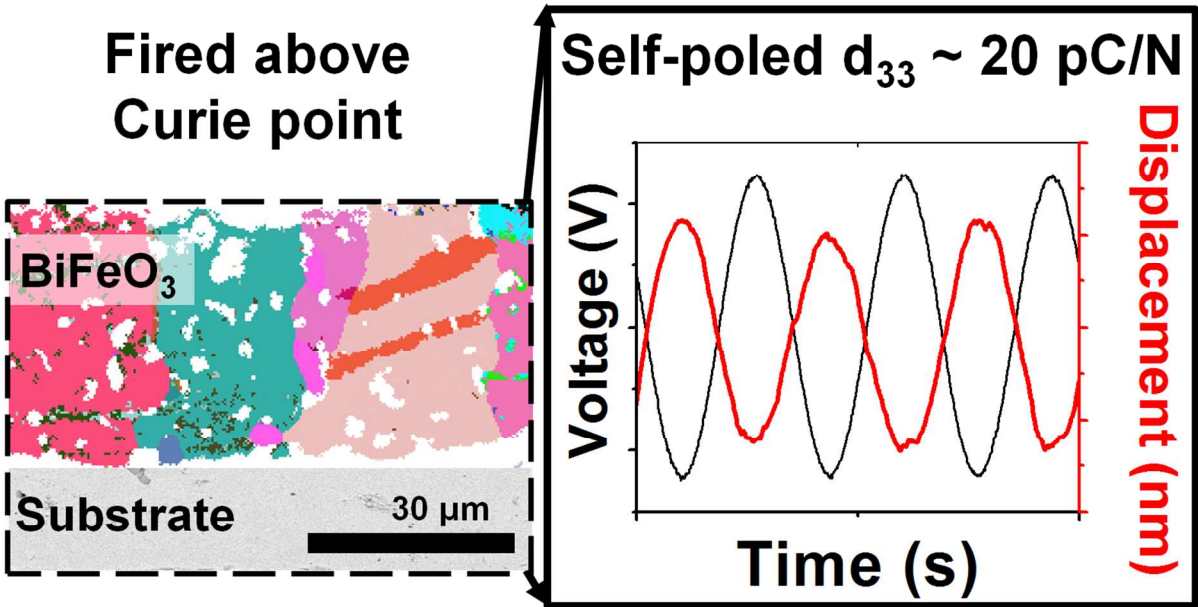 Fired above
Curie point
BiFeO₃
Substrate
30 µm
Self-poled d₃₃ ~ 20 pC/N
Voltage (V)
Time (s)
Displacement (nm)